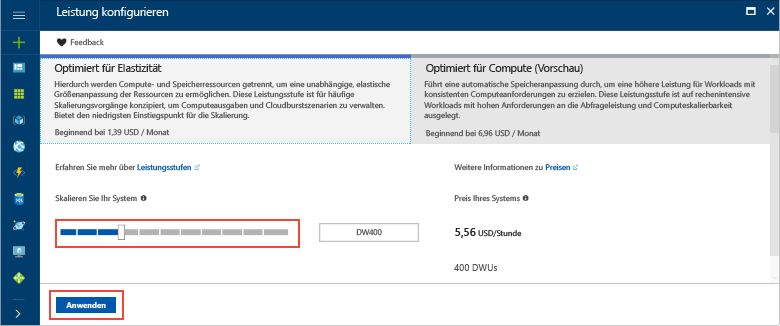 Leistung konfigurieren
Feedback
Optimiert für Elastizität
Hierdurch werden Compute- und Speicherressourcen getrennt, um eine unabhängige, elastische
Größenanpassung der Ressourcen zu ermöglichen. Diese Leistungsstufe ist für häufige
Skalierungsvorgänge konzipiert, um Computeausgaben und Cloudburstszenarien zu verwalten.
Bietet den niedrigsten Einstiegspunkt für die Skalierung.
Beginnend bei 1,39 USD / Monat
Optimiert für Compute (Vorschau)
Führt eine automatische Speicheranpassung durch, um eine höhere Leistung für Workloads mit
konsistenten Computeanforderungen zu erzielen. Diese Leistungsstufe ist auf rechenintensive
Workloads mit hohen Anforderungen an die Abfrageleistung und Computeskalierbarkeit
ausgelegt.
Beginnend bei 6,96 USD / Monat
Erfahren Sie mehr über Leistungsstufen
Weitere Informationen zu Preisen
Skalieren Sie Ihr System
Preis Ihres Systems
DW400
5,56 USD/Stunde
400 DWUs
Anwenden